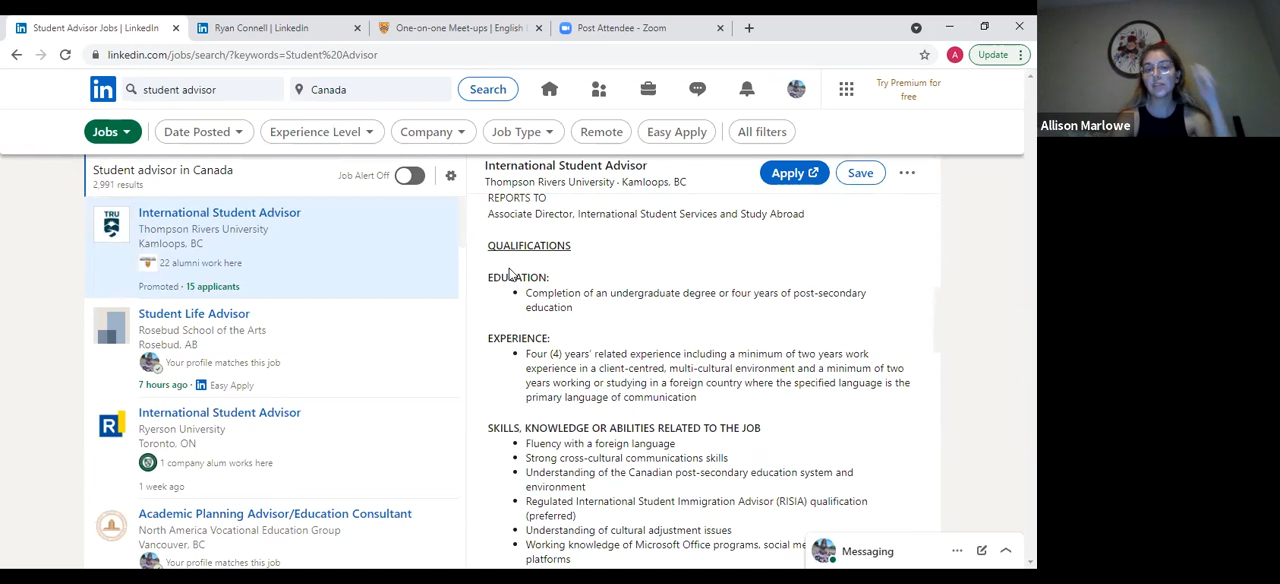 Student Advisor Jobs | LinkedIn
Ryan Connell | LinkedIn
One-on-one Meet-ups | English
Post Attendee - Zoom
linkedin.com/jobs/search/?keywords=Student%20Advisor
A
Update
in
student advisor
Canada
Search
Try Premium for
free
Jobs
Date Posted
Experience Level
Company
Job Type
Remote
Easy Apply
All filters
Student advisor in Canada
2,991 results
Job Alert Off
TRU
International Student Advisor
Thompson Rivers University
Kamloops, BC
22 alumni work here
Promoted · 15 applicants
Student Life Advisor
Rosebud School of the Arts
Rosebud, AB
Your profile matches this job
7 hours ago · in Easy Apply
R
International Student Advisor
Ryerson University
Toronto, ON
1 company alum works here
1 week ago
Academic Planning Advisor/Education Consultant
North America Vocational Education Group
Vancouver, BC
Your profile matches this job
International Student Advisor
Thompson Rivers University · Kamloops, BC
Apply
Save
REPORTS TO
Associate Director, International Student Services and Study Abroad
QUALIFICATIONS
EDUCATION:
Completion of an undergraduate degree or four years of post-secondary
education
EXPERIENCE:
Four (4) years' related experience including a minimum of two years work
experience in a client-centred, multi-cultural environment and a minimum of two
years working or studying in a foreign country where the specified language is the
primary language of communication
SKILLS, KNOWLEDGE OR ABILITIES RELATED TO THE JOB
Fluency with a foreign language
Strong cross-cultural communications skills
Understanding of the Canadian post-secondary education system and
environment
Regulated International Student Immigration Advisor (RISIA) qualification
(preferred)
Understanding of cultural adjustment issues
Working knowledge of Microsoft Office programs, social me
platforms
Messaging
Allison Marlowe